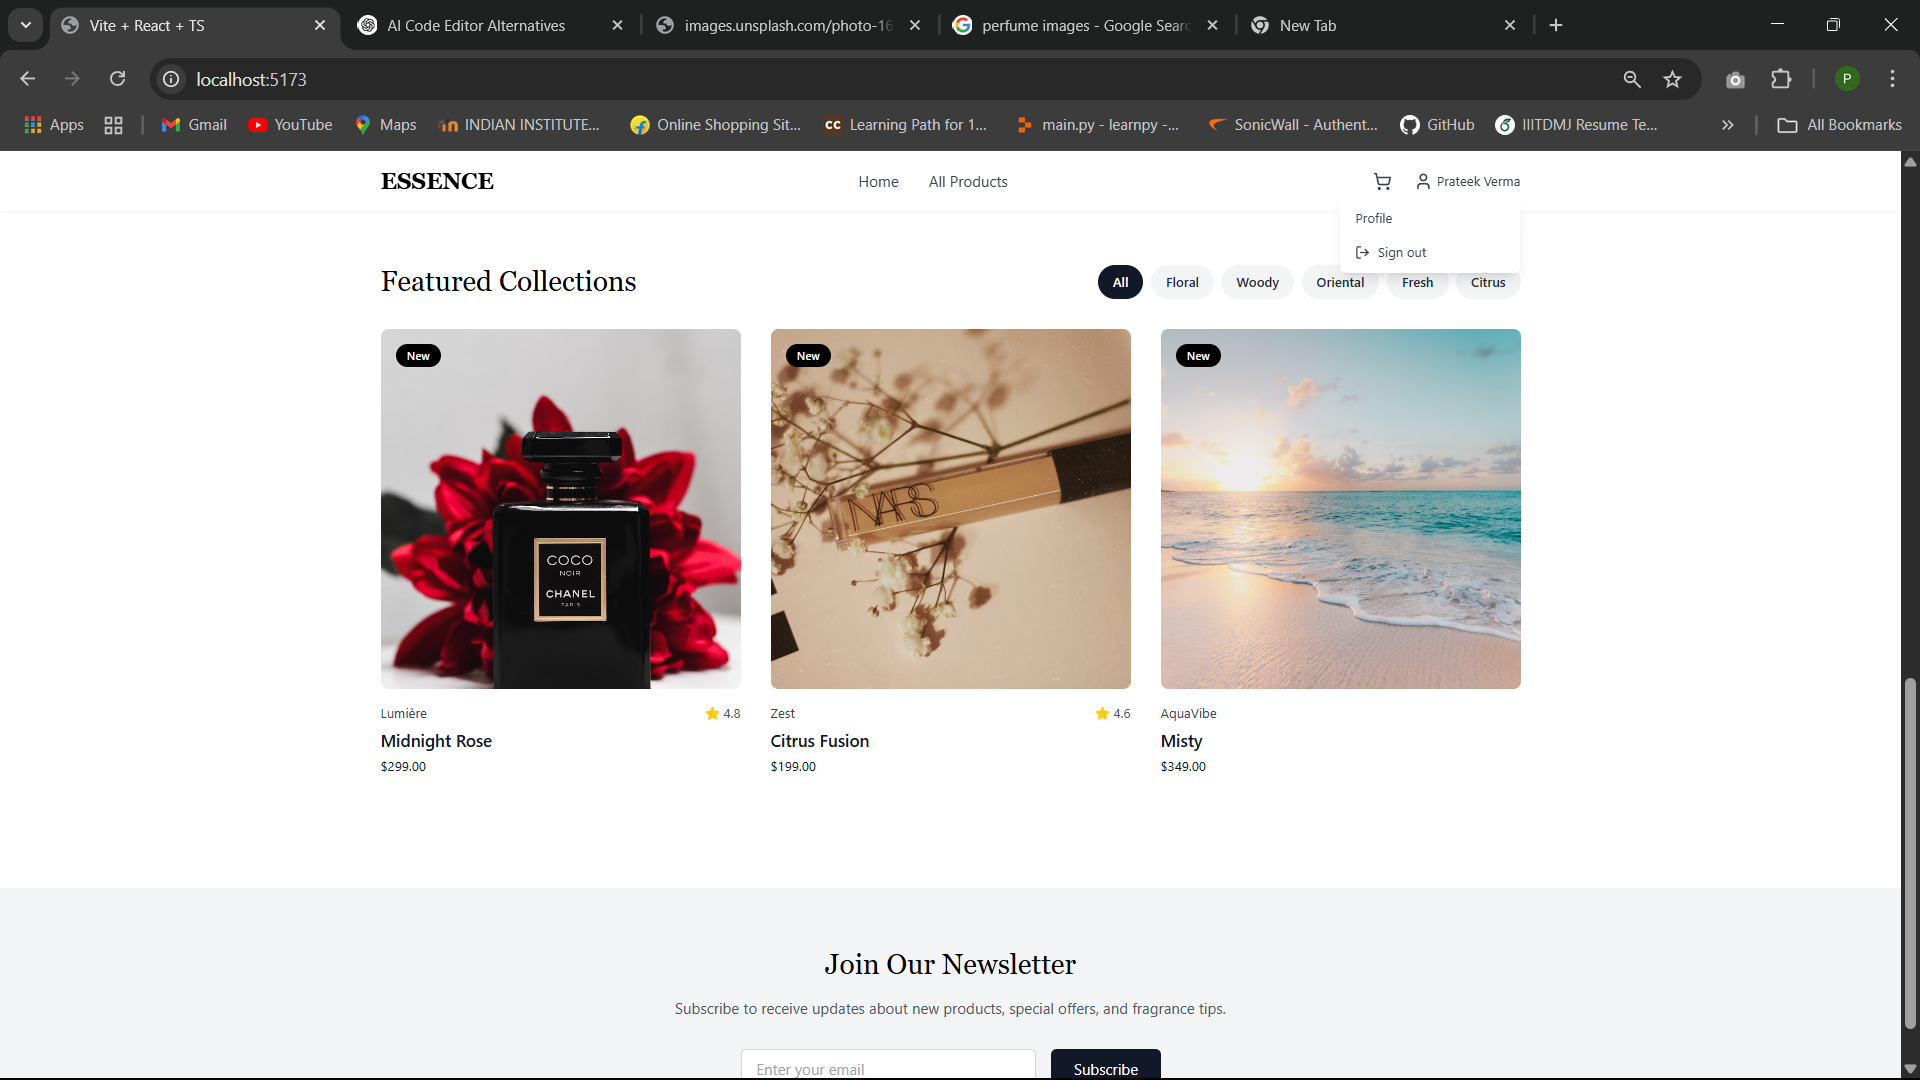 Vite + React + TS
AI Code Editor Alternatives
images.unsplash.com/photo-16
perfume images - Google Searc
New Tab
localhost:5173
P
Apps
Gmail
YouTube
Maps
INDIAN INSTITUTE...
Online Shopping Sit...
CC Learning Path for 1...
main.py - learnpy -...
SonicWall - Authent...
GitHub
IIITDMJ Resume Te...
All Bookmarks
ESSENCE
Home
All Products
Prateek Verma
Profile
Sign out
Featured Collections
All
Floral
Woody
Oriental
Fresh
Citrus
New
New
New
COCO
NOIR
CHANEL
PARIS
NARS
Lumière
4.8
Midnight Rose
$299.00
Zest
4.6
Citrus Fusion
$199.00
AquaVibe
Misty
$349.00
Join Our Newsletter
Subscribe to receive updates about new products, special offers, and fragrance tips.
Enter your email
Subscribe